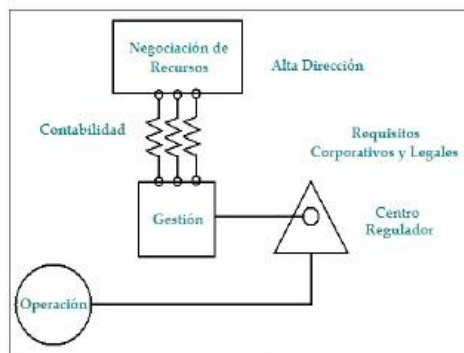 Negociación de
Recursos
Alta Dirección
Contabilidad
Requisitos
Corporativos y Legales
Gestión
Centro
Regulador
Operación